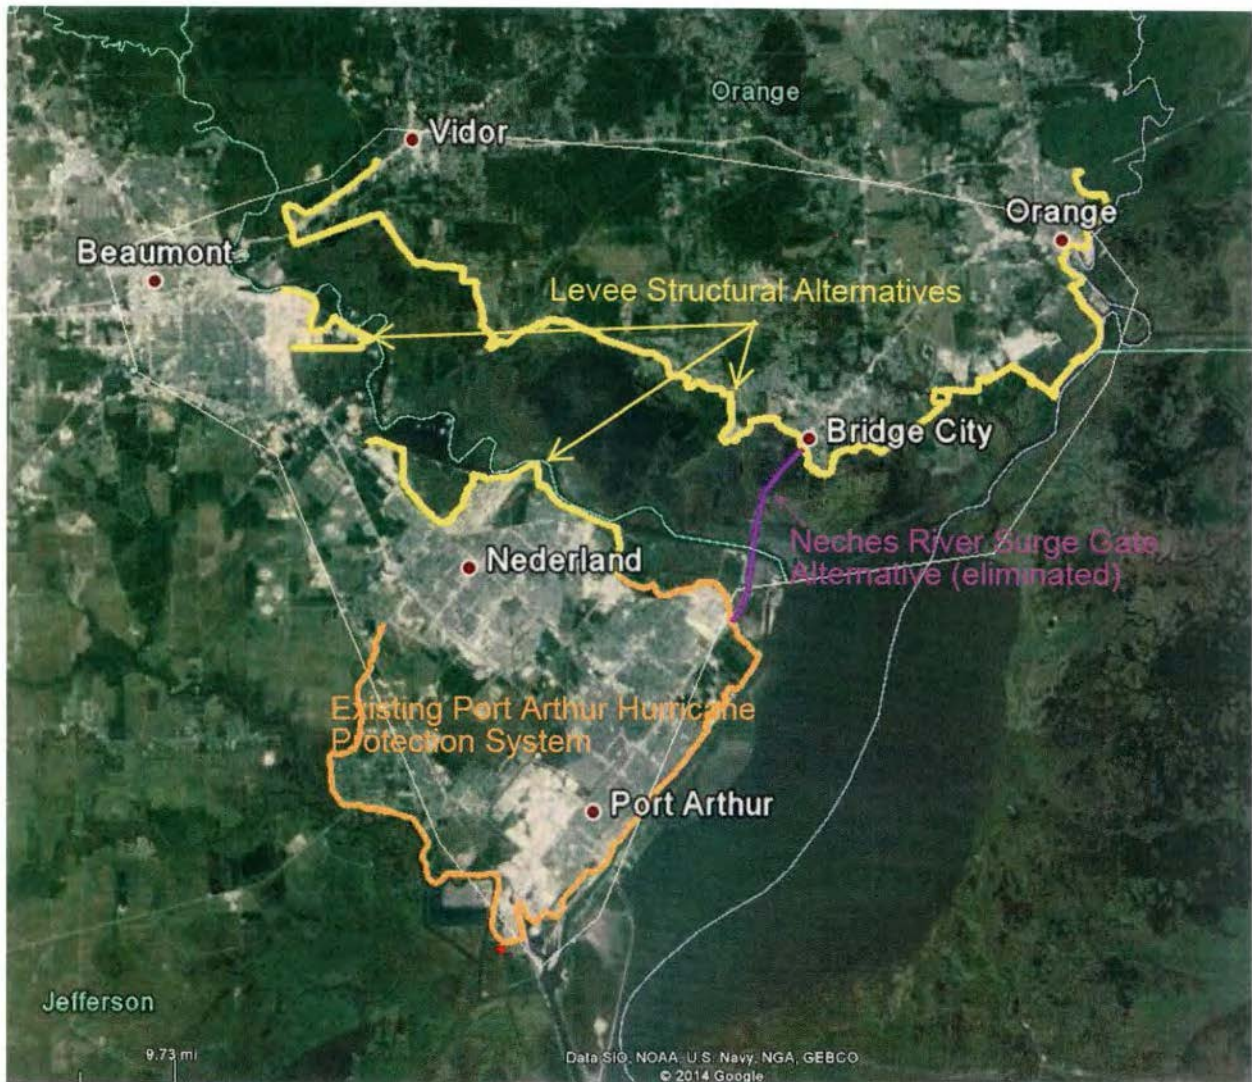 Orange
Vidor
Orange
Beaumont
Levee Structural Alternatives
Bridge City
Neches River Surge Gate
Alternative (eliminated)
Nederland
Existing Port Arthur Hurricane
Protection System
Port Arthur
Jefferson
9.73 mi
Data SIO, NOAA, U.S. Navy, NGA, GEBCO
© 2014 Google